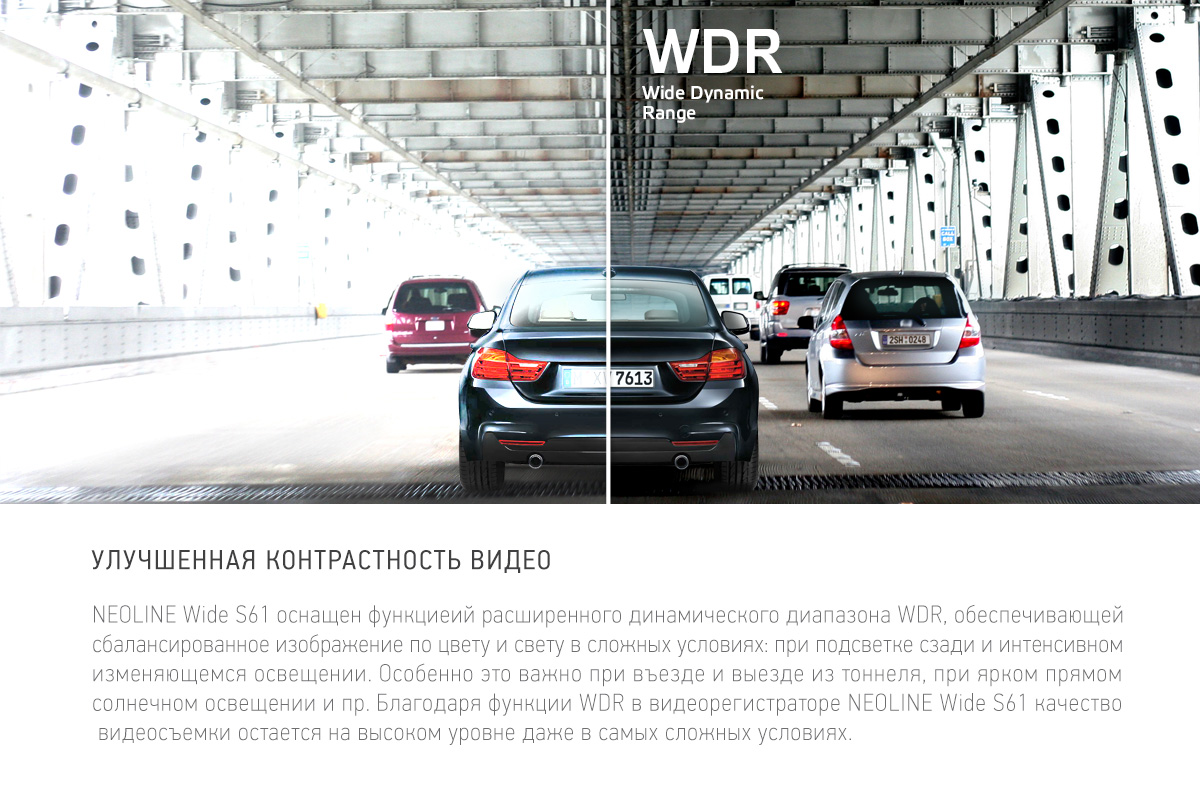 WDR
Wide Dynamic
Range
2SH 0248
7613
УЛУЧШЕННАЯ КОНТРАСТНОСТЬ ВИДЕО
NEOLINE Wide S61 оснащен функциеий расширенного динамического диапазона WDR, обеспечивающей
сбалансированное изображение по цвету и свету в сложных условиях: при подсветке сзади и интенсивном
изменяющемся освещении. Особенно это важно при въезде и выезде из тоннеля, при ярком прямом
солнечном освещении и пр. Благодаря функции WDR в видеорегистраторе NEOLINE Wide S61 качество
видеосъемки остается на высоком уровне даже в самых сложных условиях.